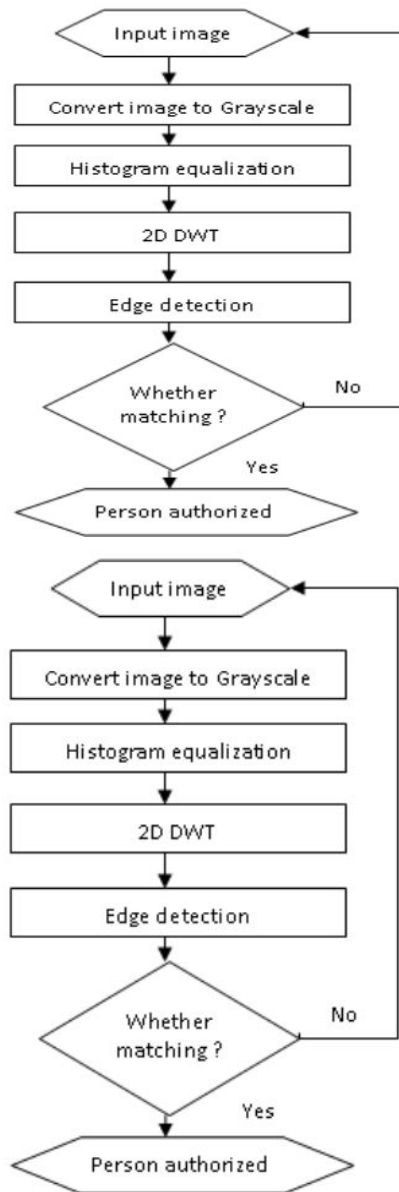 Input image
Convert image to Grayscale
Histogram equalization
2D DWT
Edge detection
Whether
matching ?
No
Yes
Person authorized
Input image
Convert image to Grayscale
Histogram equalization
2D DWT
Edge detection
Whether
matching ?
No
Yes
Person authorized